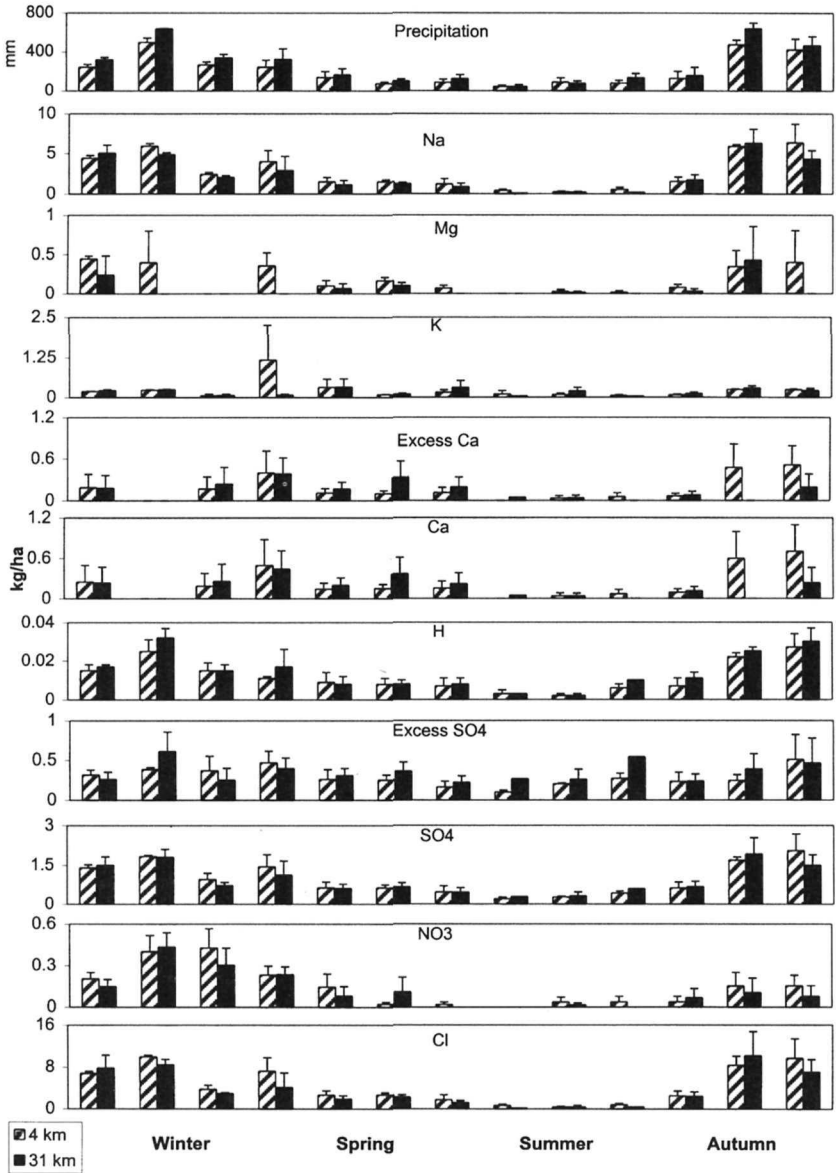 Precipitation
800
400
0
mm
Na
10
5
0
Mg
1
0.5
0
K
2.5
1.25
0
Excess Ca
1.2
0.6
0
Ca
1.2
0.6
0
kg/ha
H
0.04
0.02
0
Excess SO4
1
0.5
0
SO4
3
1.5
0
NO3
0.6
0.3
0
Cl
16
8
0
4 km
31 km
Winter Spring Summer Autumn